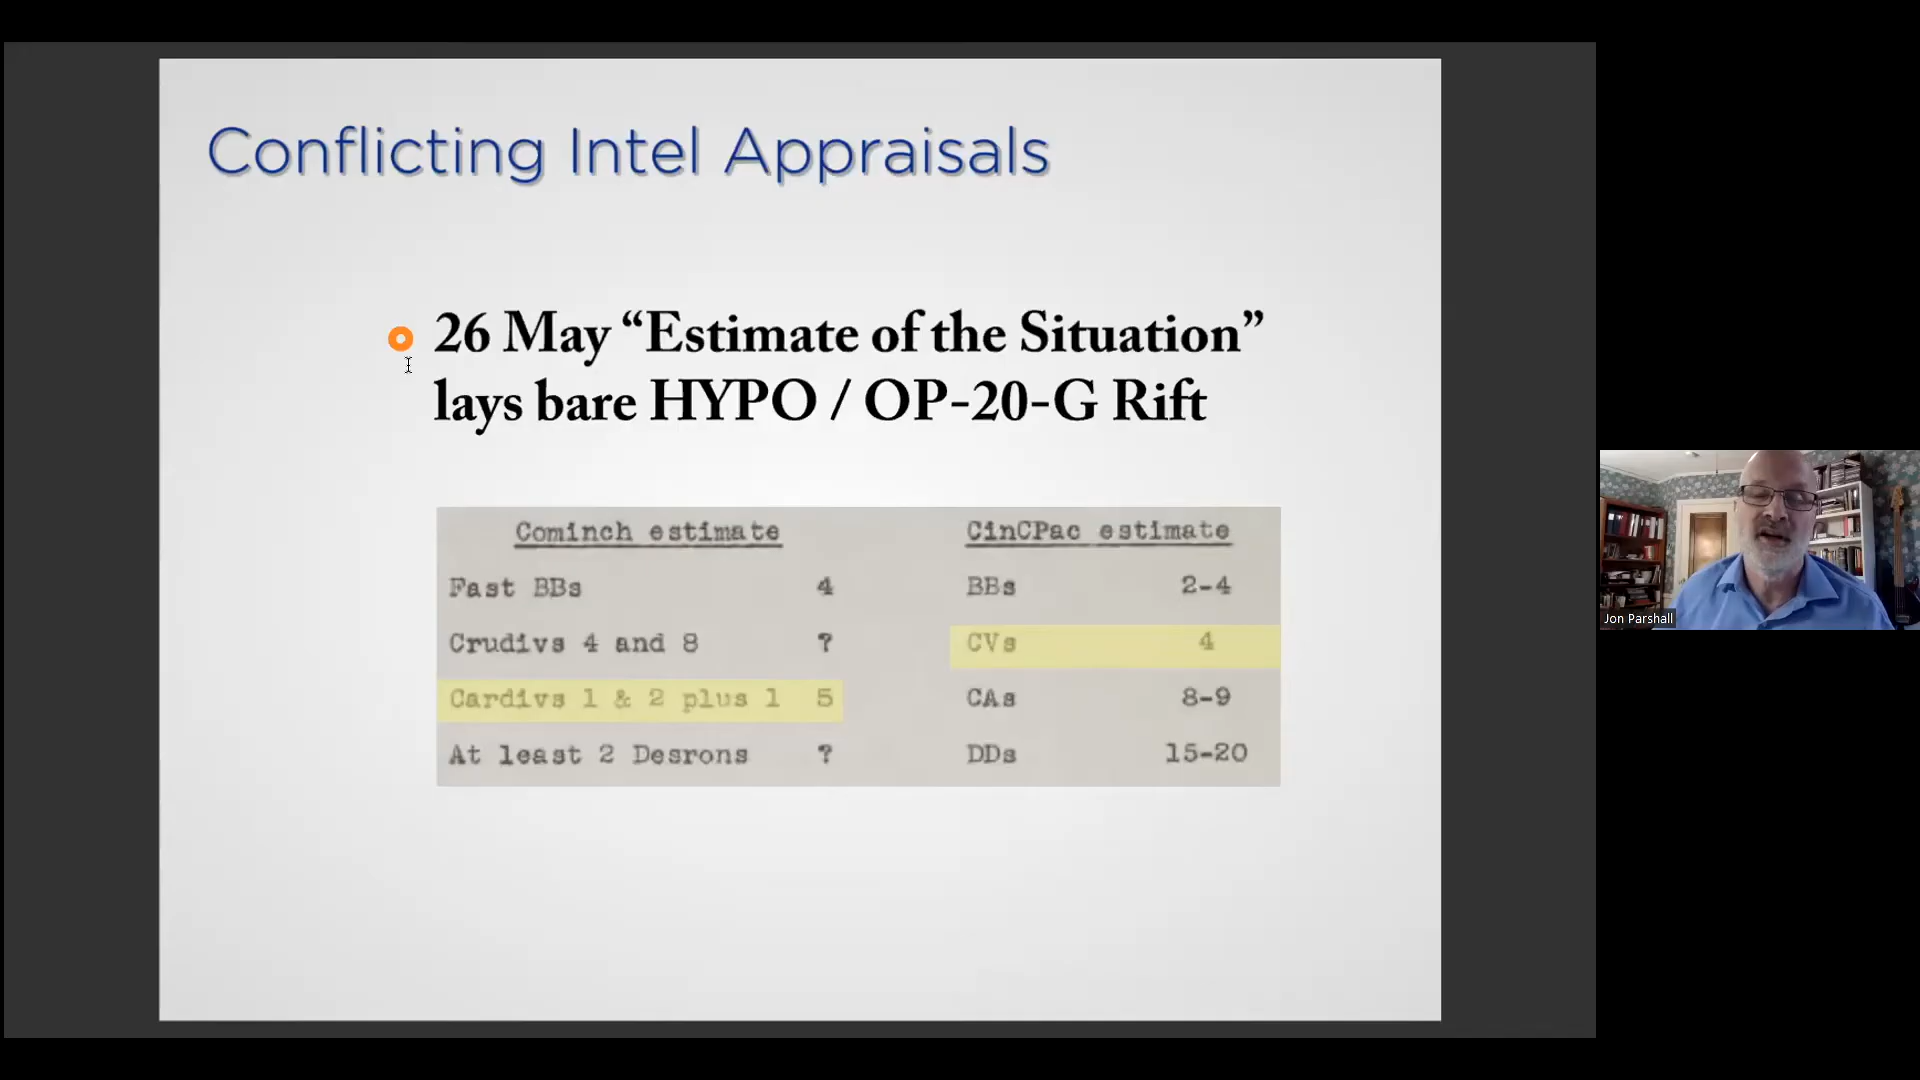 Conflicting Intel Appraisals
26 May “Estimate of the Situation”
lays bare HYPO / OP-20-G Rift
Cominch estimate
Fast BBs 4
Crudivs 4 and 8 ?
Cardivs 1 & 2 plus 1 5
At least 2 Desrons ?
CinCPac estimate
BBs 2-4
CVs 4
CAs 8-9
DDs 15-20
Jon Parshall